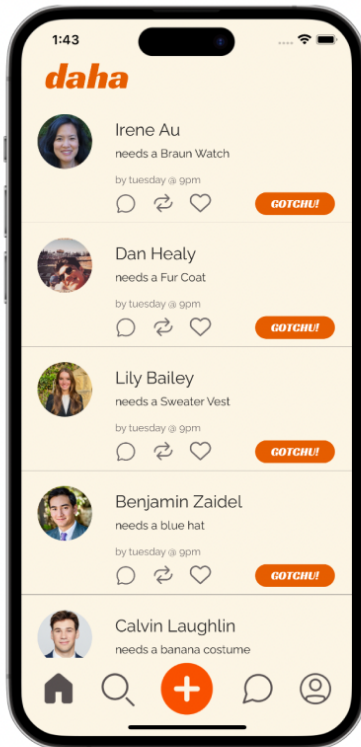 1:43
daha
Irene Au
needs a Braun Watch
by tuesday @ 9pm
GOTCHU!
Dan Healy
needs a Fur Coat
by tuesday @ 9pm
GOTCHU!
Lily Bailey
needs a Sweater Vest
by tuesday @ 9pm
GOTCHU!
Benjamin Zaidel
needs a blue hat
by tuesday @ 9pm
GOTCHU!
Calvin Laughlin
needs a banana costume